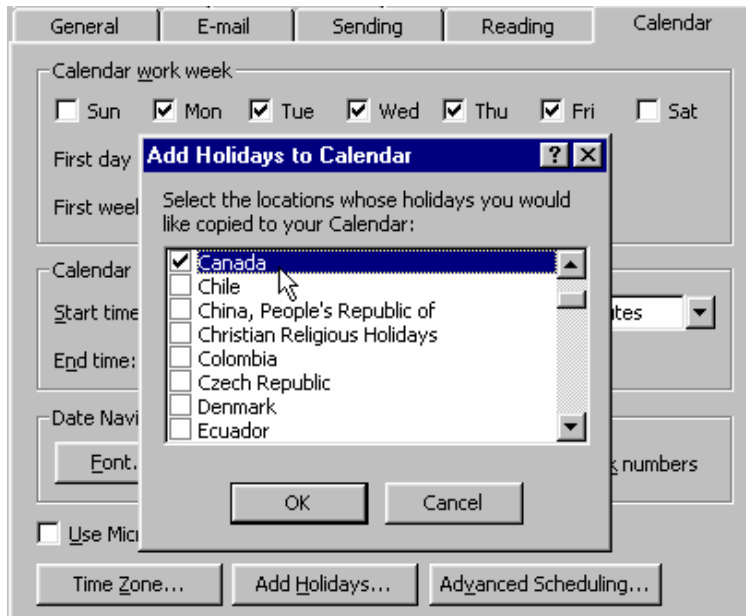 General E-mail Sending Reading Calendar
Calendar work week
Sun Mon Tue Wed Thu Fri Sat
First day
Add Holidays to Calendar
First week
Select the locations whose holidays you would
like copied to your Calendar:
Canada
Chile
China, People's Republic of
Christian Religious Holidays
Colombia
Czech Republic
Denmark
Ecuador
Calendar
Start time
End time:
Date Navi
Font.
numbers
OK Cancel
Use Micr
Time Zone... Add Holidays... Advanced Scheduling...